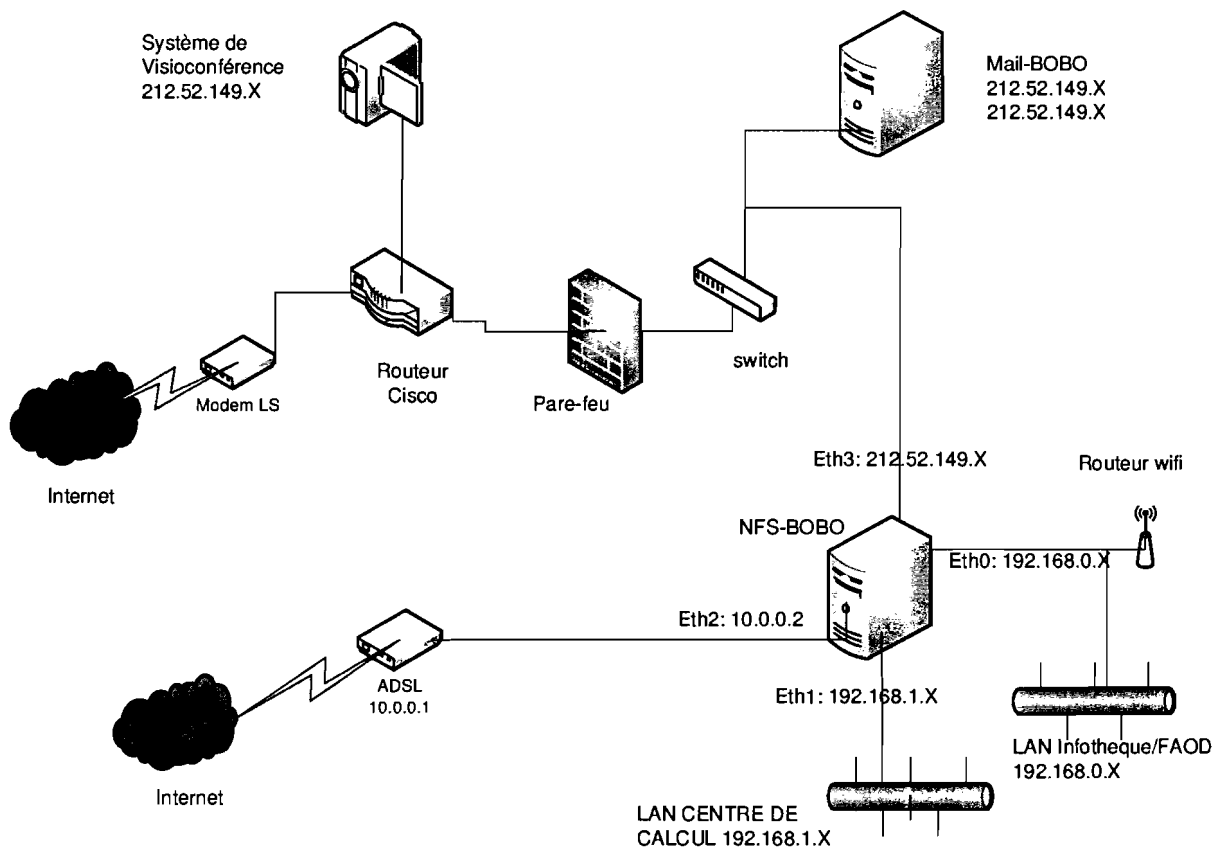 Système de
Visioconférence
212.52.149.X
Mail-BOBO
212.52.149.X
212.52.149.X
Routeur
Cisco
Pare-feu
switch
Modem LS
Internet
Eth3: 212.52.149.X
Routeur wifi
NFS-BOBO
Eth0: 192.168.0.X
Eth2: 10.0.0.2
ADSL
10.0.0.1
Eth1: 192.168.1.X
LAN Infotheque/FAOD
192.168.0.X
Internet
LAN CENTRE DE
CALCUL 192.168.1.X